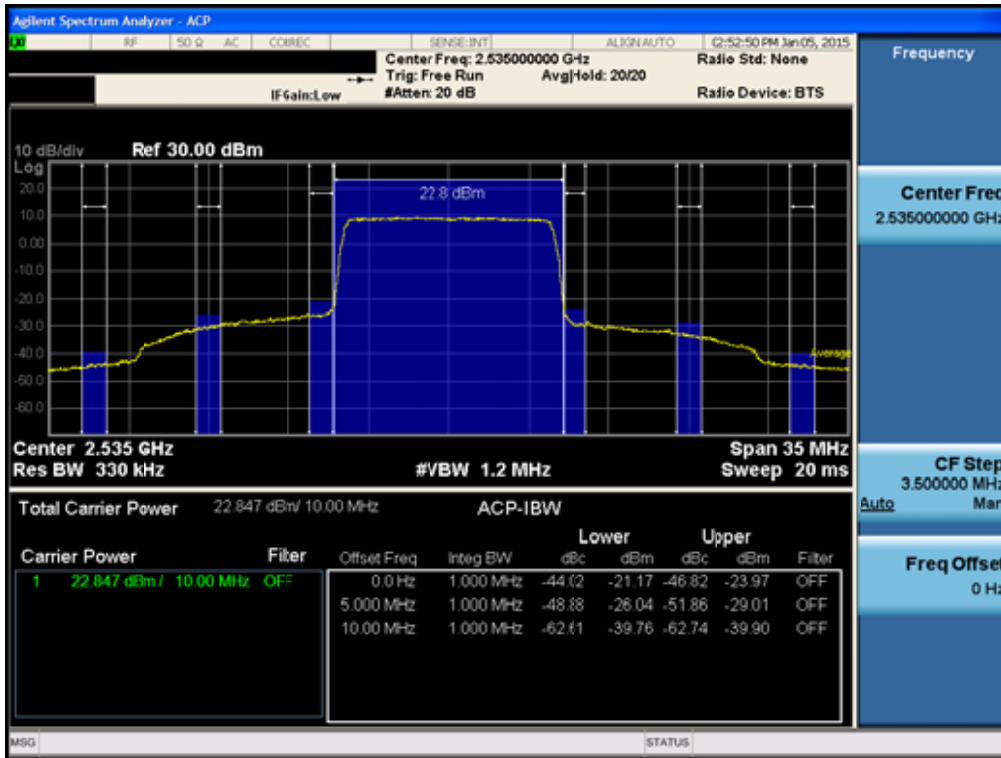 Agilent Spectrum Analyzer - ACP
LXI RF 50 Ω AC CORREC SENSE:INT ALIGN AUTO 02:52:50 PM Jan 05, 2015
Center Freq: 2.535000000 GHz Radio Std: None
Trig: Free Run Avg|Hold: 20/20
IFGain:Low #Atten: 20 dB Radio Device: BTS
Frequency
10 dB/div Ref 30.00 dBm
Log
20.0
22.8 dBm
10.0
0.00
-10.0
-20.0
-30.0
-40.0
Average
-50.0
-60.0
Center 2.535 GHz Span 35 MHz
Res BW 330 kHz #VBW 1.2 MHz Sweep 20 ms
Center Freq
2.535000000 GHz
CF Step
3.500000 MHz
Auto Man
Freq Offset
0 Hz
Total Carrier Power 22.847 dBm/ 10.00 MHz ACP-IBW
Lower Upper
Carrier Power Filter Offset Freq Integ BW dBc dBm dBc dBm Filter
1 22.847 dBm / 10.00 MHz OFF 0.0 Hz 1.000 MHz -44.02 -21.17 -46.82 -23.97 OFF
5.000 MHz 1.000 MHz -48.88 -26.04 -51.86 -29.01 OFF
10.00 MHz 1.000 MHz -62.61 -39.76 -62.74 -39.90 OFF
MSG STATUS